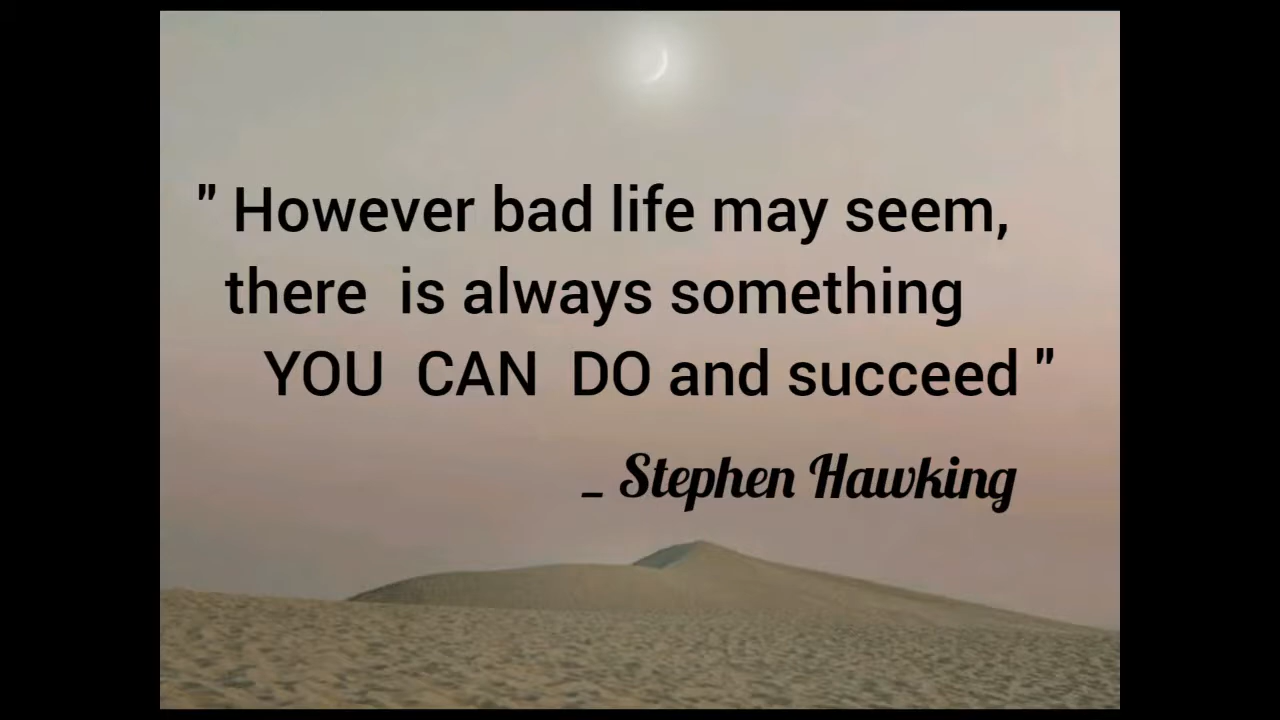 " However bad life may seem,
there is always something
YOU CAN DO and succeed "
_ Stephen Hawking